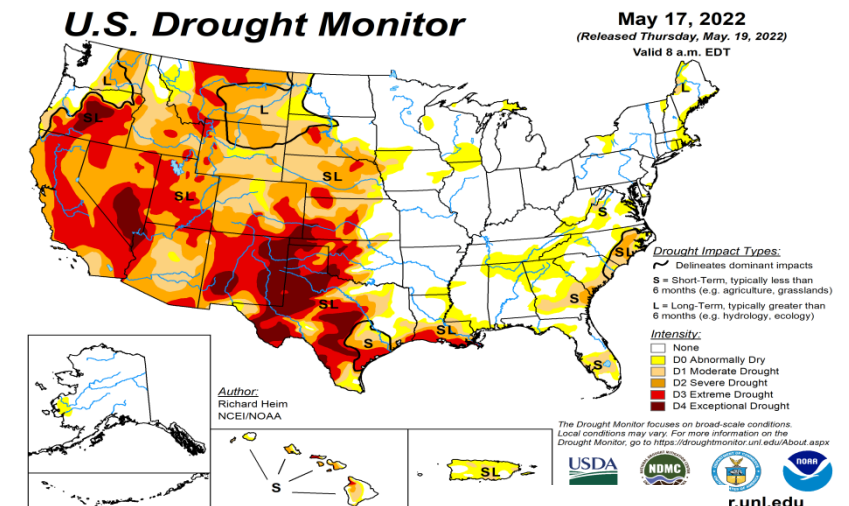 U.S. Drought Monitor
May 17, 2022
(Released Thursday, May. 19, 2022)
Valid 8 a.m. EDT
L
SL
L
SL
SL
L
S
SL
S
SL
S
SL
S
Drought Impact Types:
Delineates dominant impacts
S = Short-Term, typically less than
6 months (e.g. agriculture, grasslands)
L = Long-Term, typically greater than
6 months (e.g. hydrology, ecology)
Intensity:
None
D0 Abnormally Dry
D1 Moderate Drought
D2 Severe Drought
D3 Extreme Drought
D4 Exceptional Drought
Author:
Richard Heim
NCEI/NOAA
S
SL
The Drought Monitor focuses on broad-scale conditions.
Local conditions may vary. For more information on the
Drought Monitor, go to https://droughtmonitor.unl.edu/About.aspx
USDA
NDMC
NOAA
r.unl.edu